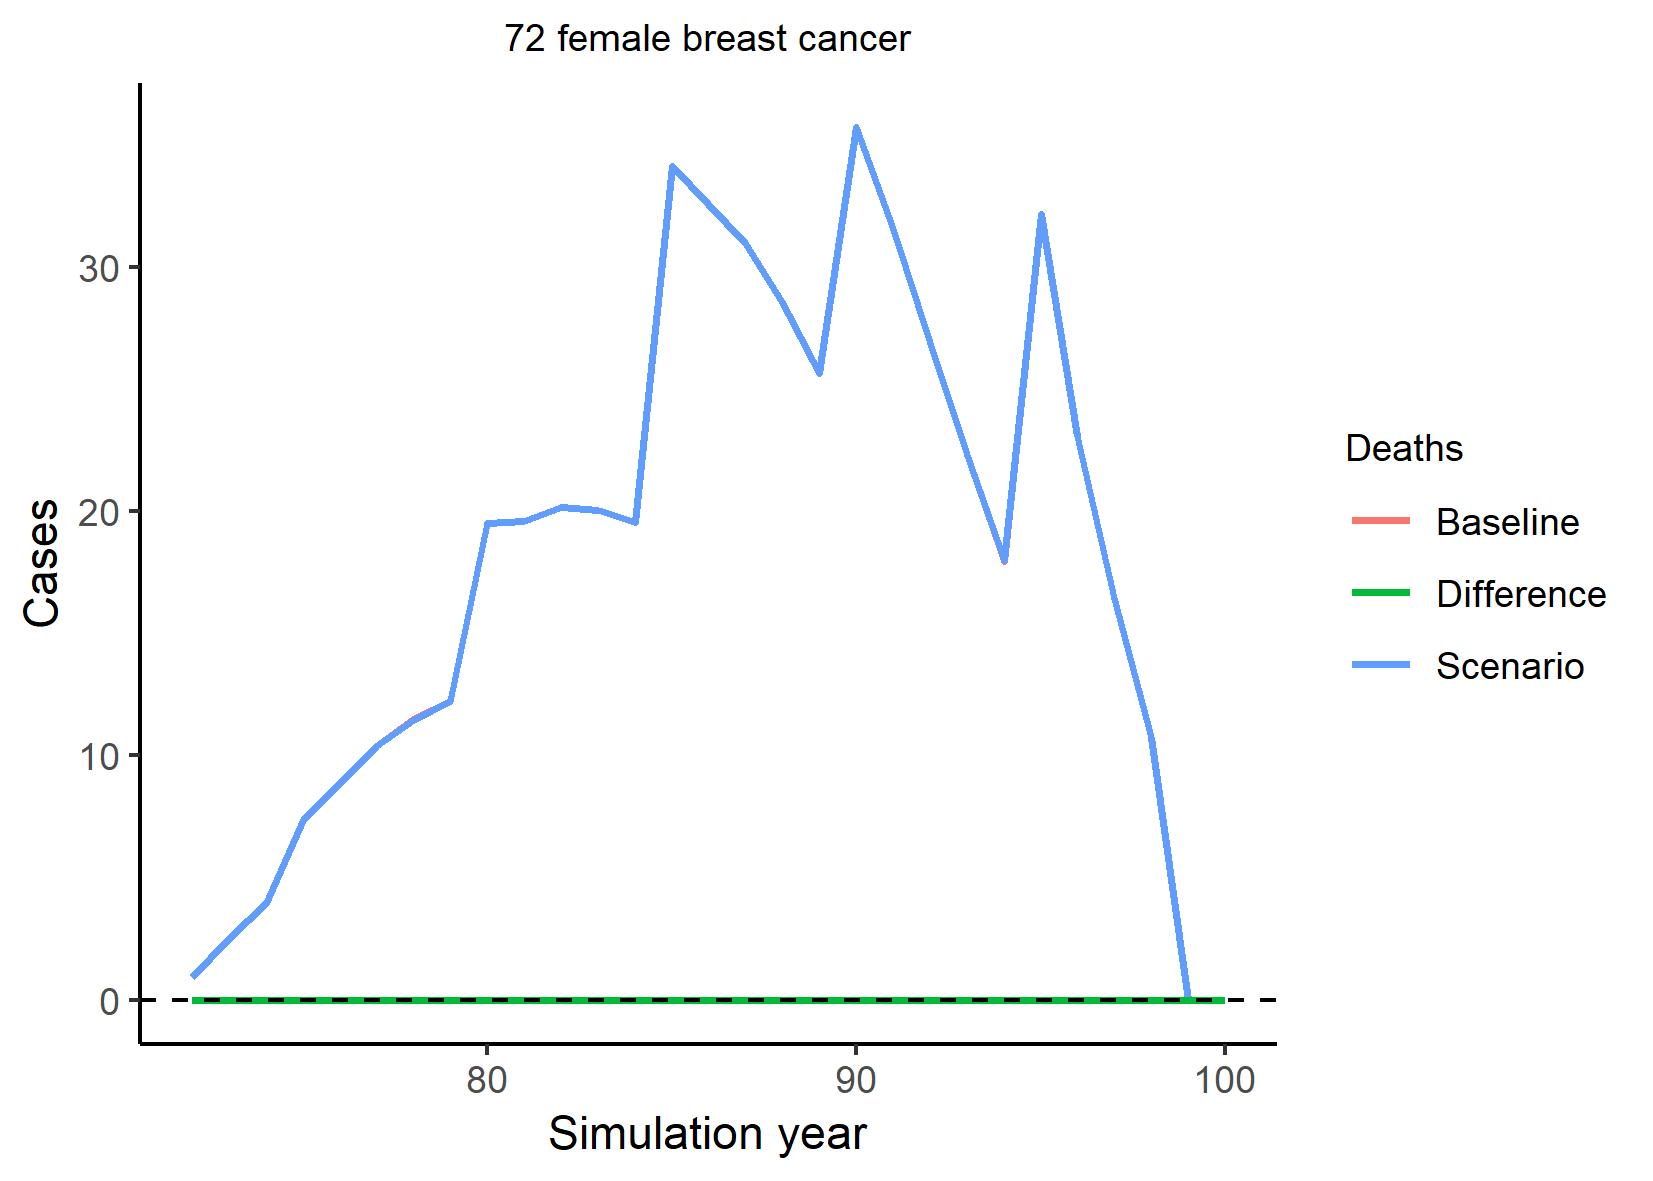 72 female breast cancer
Cases
30
20
10
0
80 90 100
Simulation year
Deaths
Baseline
Difference
Scenario